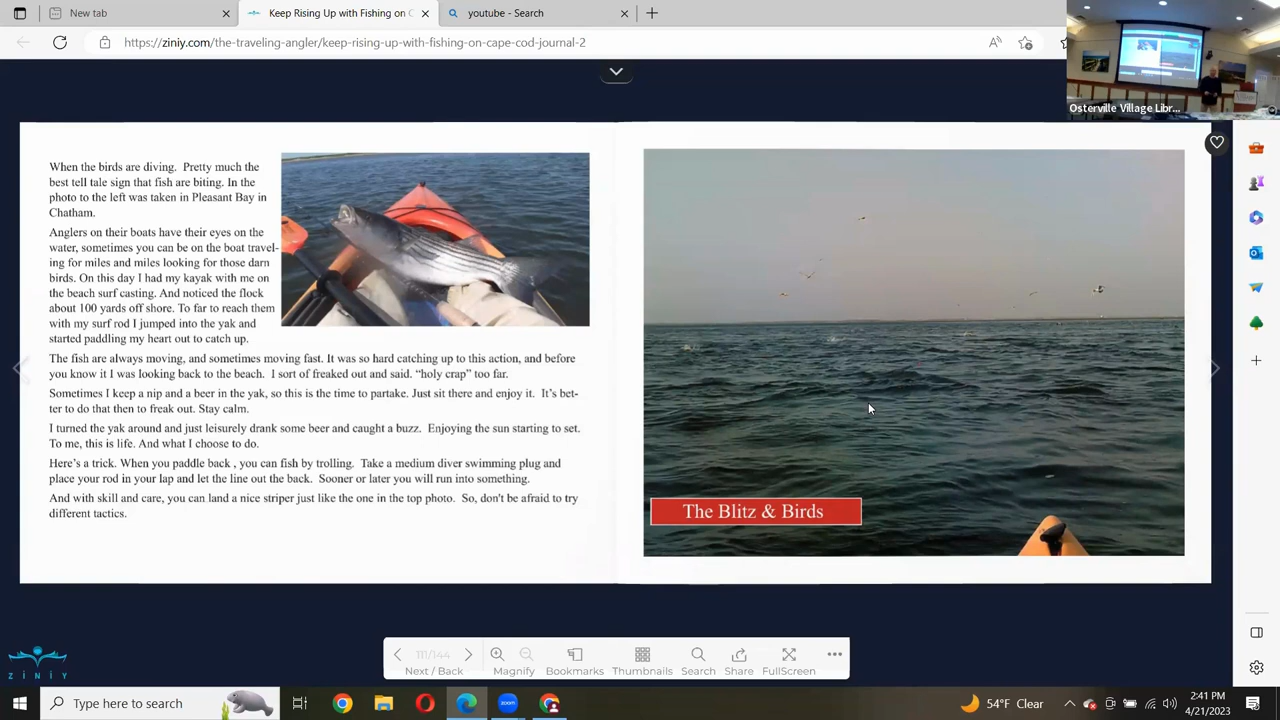 New tab
Keep Rising Up with Fishing on C
youtube - Search
https://ziniy.com/the-traveling-angler/keep-rising-up-with-fishing-on-cape-cod-journal-2
Osterville Village Libr...
When the birds are diving. Pretty much the
best tell tale sign that fish are biting. In the
photo to the left was taken in Pleasant Bay in
Chatham.
Anglers on their boats have their eyes on the
water, sometimes you can be on the boat travel-
ing for miles and miles looking for those darn
birds. On this day I had my kayak with me on
the beach surf casting. And noticed the flock
about 100 yards off shore. To far to reach them
with my surf rod I jumped into the yak and
started paddling my heart out to catch up.
The fish are always moving, and sometimes moving fast. It was so hard catching up to this action, and before
you know it I was looking back to the beach. I sort of freaked out and said. “holy crap” too far.
Sometimes I keep a nip and a beer in the yak, so this is the time to partake. Just sit there and enjoy it. It’s bet-
ter to do that then to freak out. Stay calm.
I turned the yak around and just leisurely drank some beer and caught a buzz. Enjoying the sun starting to set.
To me, this is life. And what I choose to do.
Here’s a trick. When you paddle back , you can fish by trolling. Take a medium diver swimming plug and
place your rod in your lap and let the line out the back. Sooner or later you will run into something.
And with skill and care, you can land a nice striper just like the one in the top photo. So, don't be afraid to try
different tactics.
The Blitz & Birds
111/144
Next / Back
Magnify
Bookmarks
Thumbnails
Search
Share
FullScreen
ZINIY
Type here to search
zoom
54°F Clear
2:41 PM
4/21/2023